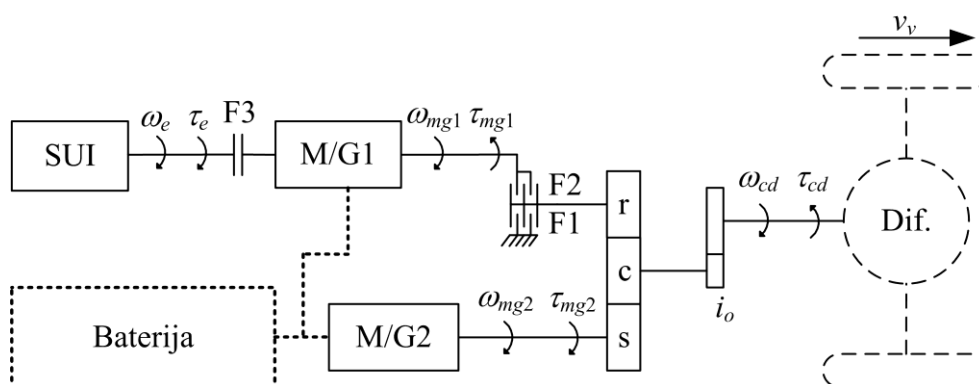 v_v
ω_e τ_e F3 ω_mg1 τ_mg1
SUI M/G1
F2
F1
r
c
s
ω_cd τ_cd
Dif.
i_o
ω_mg2 τ_mg2
Baterija M/G2